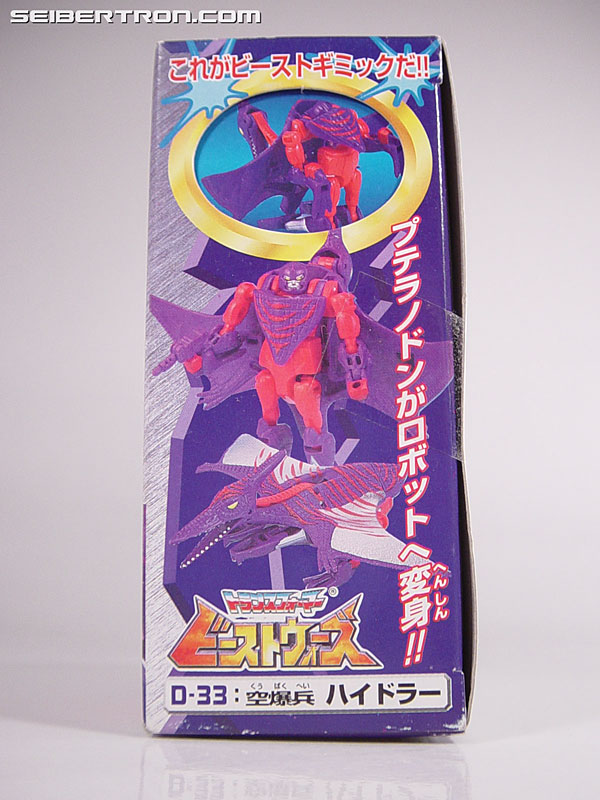 SEIBERTRON.COM
これがビーストギミックだ!!
プテラノドンがロボットへ変身!!
へんしん
トランスフォーマー®
ビーストウォーズ
くう ばく へい
D-33:空爆兵 ハイドラー